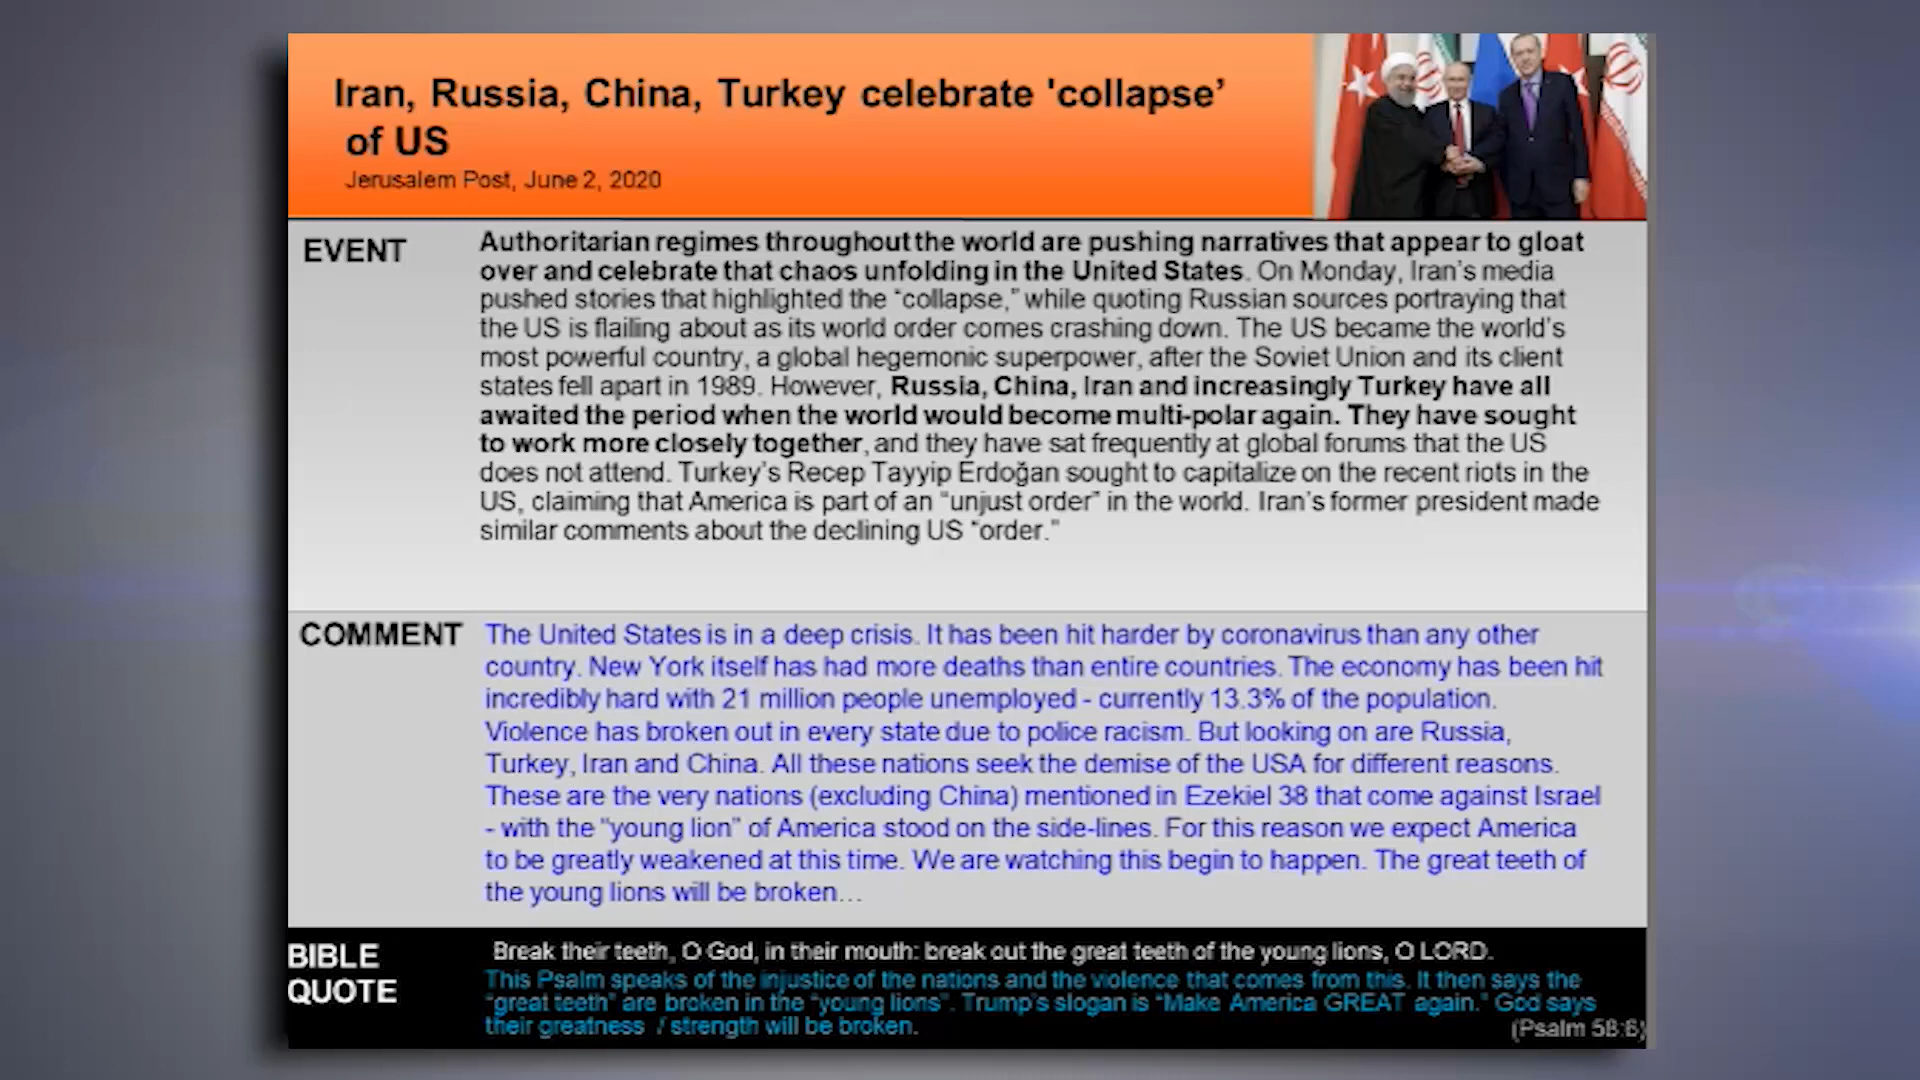 Iran, Russia, China, Turkey celebrate 'collapse’
of US
Jerusalem Post, June 2, 2020
EVENT
Authoritarian regimes throughout the world are pushing narratives that appear to gloat
over and celebrate that chaos unfolding in the United States. On Monday, Iran’s media
pushed stories that highlighted the “collapse,” while quoting Russian sources portraying that
the US is flailing about as its world order comes crashing down. The US became the world’s
most powerful country, a global hegemonic superpower, after the Soviet Union and its client
states fell apart in 1989. However, Russia, China, Iran and increasingly Turkey have all
awaited the period when the world would become multi-polar again. They have sought
to work more closely together, and they have sat frequently at global forums that the US
does not attend. Turkey’s Recep Tayyip Erdoğan sought to capitalize on the recent riots in the
US, claiming that America is part of an “unjust order” in the world. Iran’s former president made
similar comments about the declining US “order.”
COMMENT
The United States is in a deep crisis. It has been hit harder by coronavirus than any other
country. New York itself has had more deaths than entire countries. The economy has been hit
incredibly hard with 21 million people unemployed - currently 13.3% of the population.
Violence has broken out in every state due to police racism. But looking on are Russia,
Turkey, Iran and China. All these nations seek the demise of the USA for different reasons.
These are the very nations (excluding China) mentioned in Ezekiel 38 that come against Israel
- with the “young lion” of America stood on the side-lines. For this reason we expect America
to be greatly weakened at this time. We are watching this begin to happen. The great teeth of
the young lions will be broken…
BIBLE
QUOTE
Break their teeth, O God, in their mouth: break out the great teeth of the young lions, O LORD.
This Psalm speaks of the injustice of the nations and the violence that comes from this. It then says the
“great teeth” are broken in the “young lions”. Trump’s slogan is “Make America GREAT again.” God says
their greatness / strength will be broken.
(Psalm 58:6)